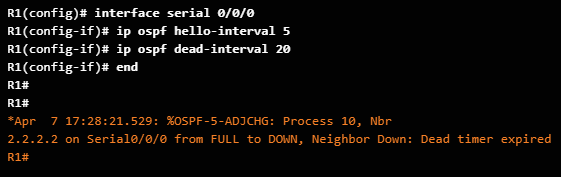 R1(config)# interface serial 0/0/0
R1(config-if)# ip ospf hello-interval 5
R1(config-if)# ip ospf dead-interval 20
R1(config-if)# end
R1#
R1#
*Apr  7 17:28:21.529: %OSPF-5-ADJCHG: Process 10, Nbr
2.2.2.2 on Serial0/0/0 from FULL to DOWN, Neighbor Down: Dead timer expired
R1#